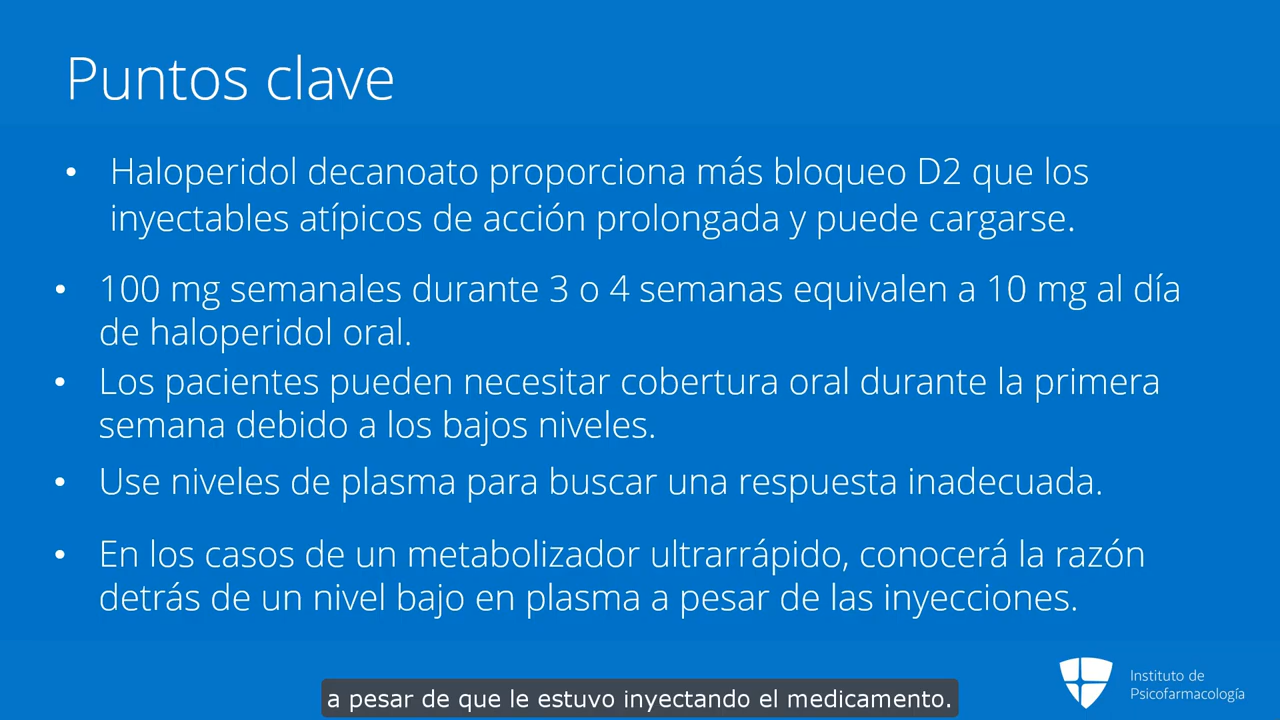 Puntos clave
• Haloperidol decanoato proporciona más bloqueo D2 que los
inyectables atípicos de acción prolongada y puede cargarse.
• 100 mg semanales durante 3 o 4 semanas equivalen a 10 mg al día
de haloperidol oral.
• Los pacientes pueden necesitar cobertura oral durante la primera
semana debido a los bajos niveles.
• Use niveles de plasma para buscar una respuesta inadecuada.
• En los casos de un metabolizador ultrarrápido, conocerá la razón
detrás de un nivel bajo en plasma a pesar de las inyecciones.
Instituto de
Psicofarmacología
a pesar de que le estuvo inyectando el medicamento.